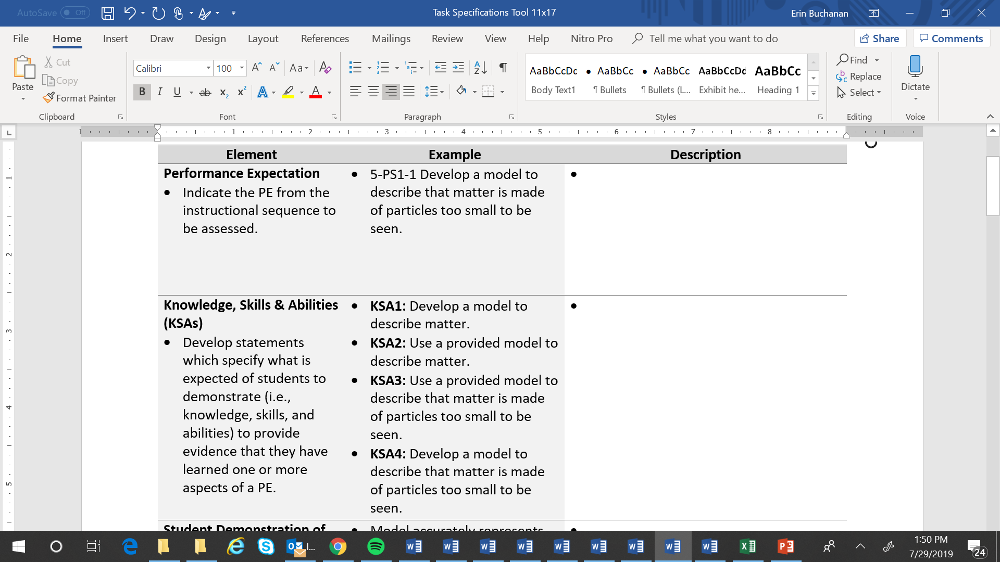 AutoSave Off Task Specifications Tool 11x17 Erin Buchanan
File Home Insert Draw Design Layout References Mailings Review View Help Nitro Pro Tell me what you want to do Share Comments
Paste
Cut
Copy
Format Painter
Clipboard
Calibri 100
Font
Paragraph
AaBbCcDc AaBbCc AaBbCc AaBbCcDc AaBbCc
Body Text1 ¶ Bullets ¶ Bullets (L... Exhibit he... Heading 1
Styles
Find
Replace
Select
Editing
Dictate
Voice
1 1 2 3 4 5 6 7 8
1
2
3
4
5
Element Example Description
Performance Expectation
• Indicate the PE from the
instructional sequence to
be assessed.
• 5-PS1-1 Develop a model to
describe that matter is made
of particles too small to be
seen.
•
Knowledge, Skills & Abilities
(KSAs)
• Develop statements
which specify what is
expected of students to
demonstrate (i.e.,
knowledge, skills, and
abilities) to provide
evidence that they have
learned one or more
aspects of a PE.
• KSA1: Develop a model to
describe matter.
• KSA2: Use a provided model to
describe matter.
• KSA3: Use a provided model to
describe that matter is made
of particles too small to be
seen.
• KSA4: Develop a model to
describe that matter is made
of particles too small to be
seen.
•
Student Demonstration of
• Model accurately represents
•
I...
1:50 PM
7/29/2019
24